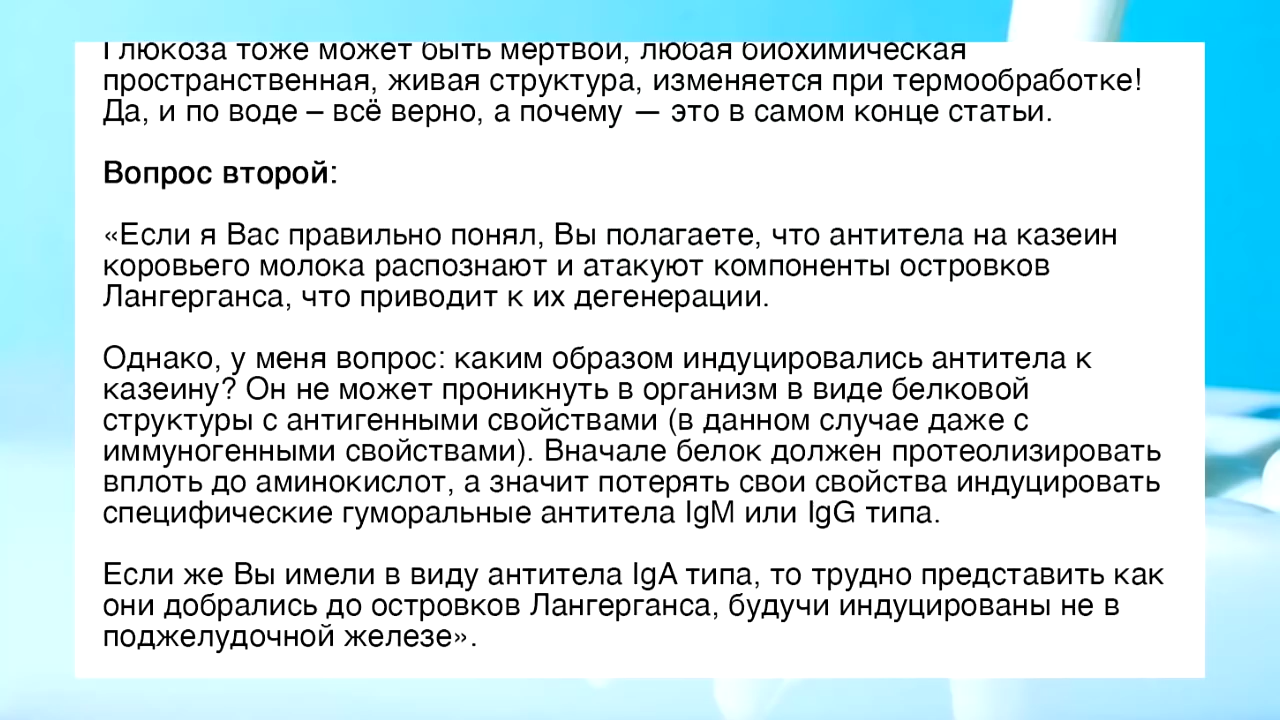 Глюкоза тоже может быть мёртвой, любая биохимическая
пространственная, живая структура, изменяется при термообработке!
Да, и по воде – всё верно, а почему — это в самом конце статьи.
Вопрос второй:
«Если я Вас правильно понял, Вы полагаете, что антитела на казеин
коровьего молока распознают и атакуют компоненты островков
Лангерганса, что приводит к их дегенерации.
Однако, у меня вопрос: каким образом индуцировались антитела к
казеину? Он не может проникнуть в организм в виде белковой
структуры с антигенными свойствами (в данном случае даже с
иммуногенными свойствами). Вначале белок должен протеолизировать
вплоть до аминокислот, а значит потерять свои свойства индуцировать
специфические гуморальные антитела IgM или IgG типа.
Если же Вы имели в виду антитела IgA типа, то трудно представить как
они добрались до островков Лангерганса, будучи индуцированы не в
поджелудочной железе».